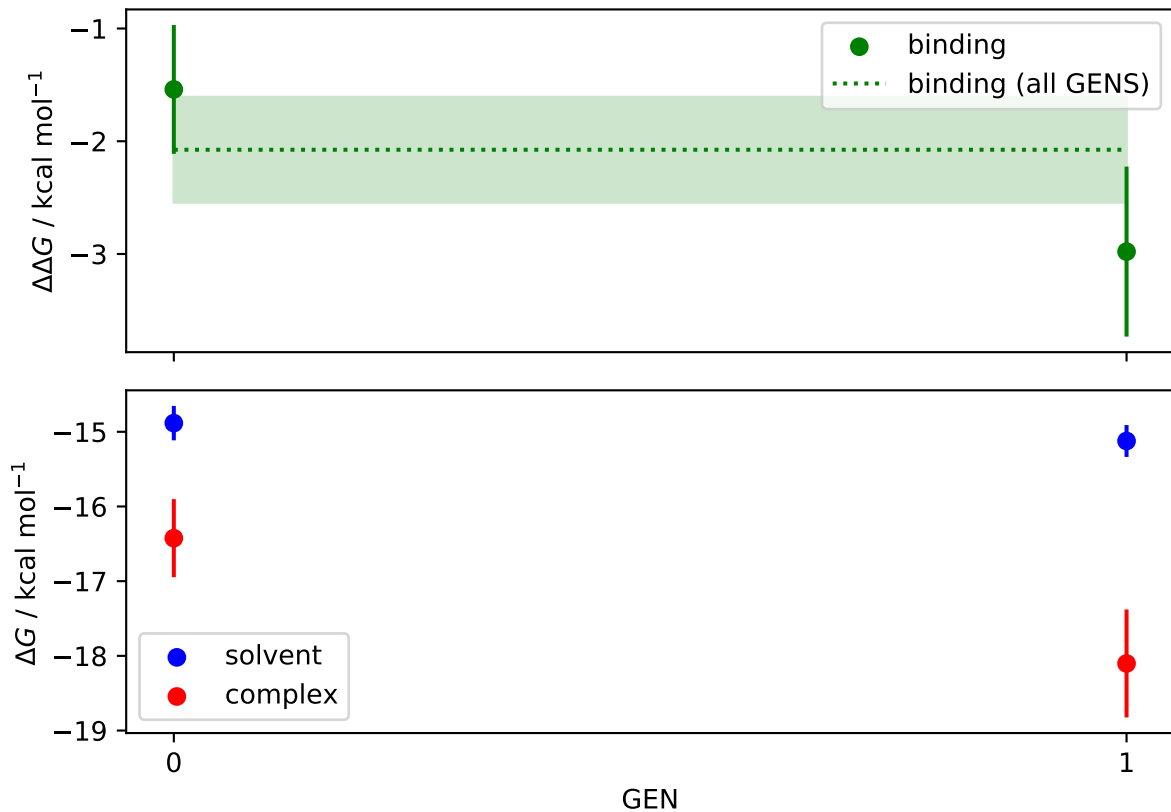 −1
−2
−3
ΔΔG / kcal mol⁻¹
binding
binding (all GENS)
−15
−16
−17
−18
−19
ΔG / kcal mol⁻¹
solvent
complex
0
1
GEN